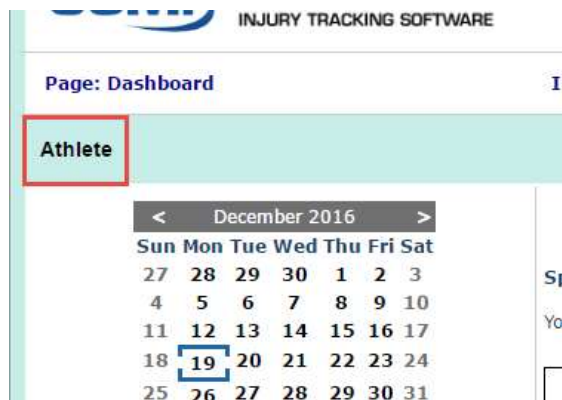 INJURY TRACKING SOFTWARE
Page: Dashboard
Athlete
< December 2016 >
Sun Mon Tue Wed Thu Fri Sat
27 28 29 30 1 2 3
4 5 6 7 8 9 10
11 12 13 14 15 16 17
18 19 20 21 22 23 24
25 26 27 28 29 30 31